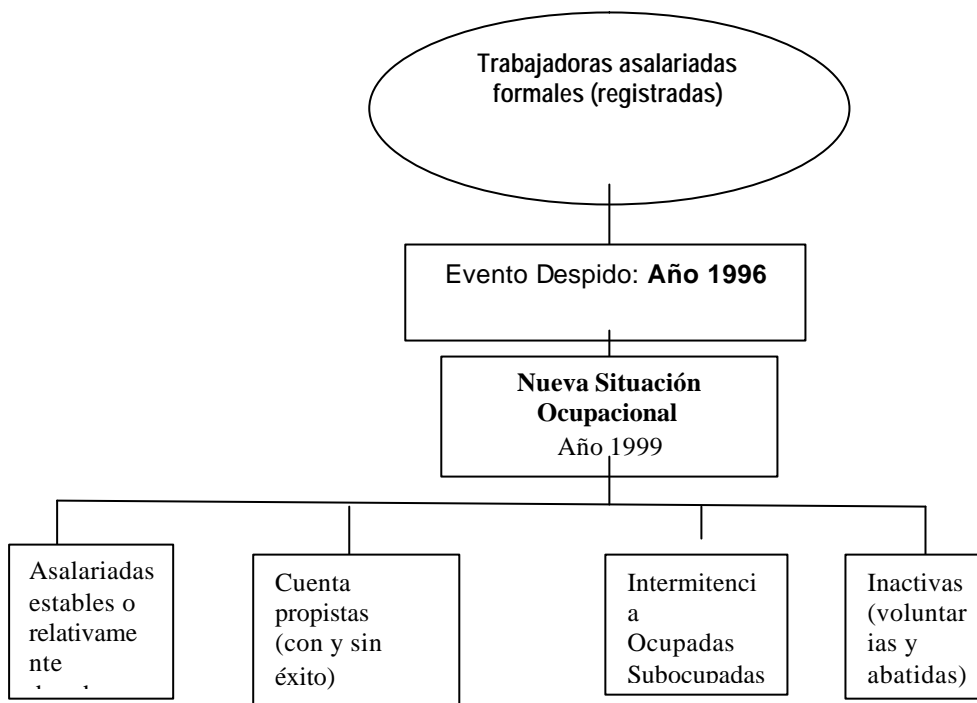 Trabajadoras asalariadas
formales (registradas)
Evento Despido: Año 1996
Nueva Situación
Ocupacional
Año 1999
Asalariadas
estables o
relativame
nte
Cuenta
propistas
(con y sin
éxito)
Intermitenci
a
Ocupadas
Subocupadas
Inactivas
(voluntar
ias y
abatidas)